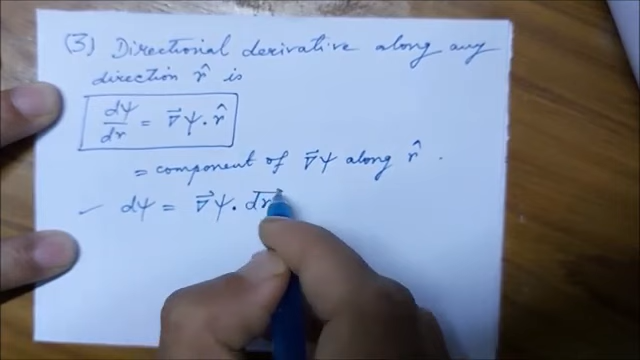 (3) Directional derivative along any
direction r̂ is
dψ/dr = ∇⃗ψ · r̂
= component of ∇⃗ψ along r̂ .
✓ dψ = ∇⃗ψ · dr⃗